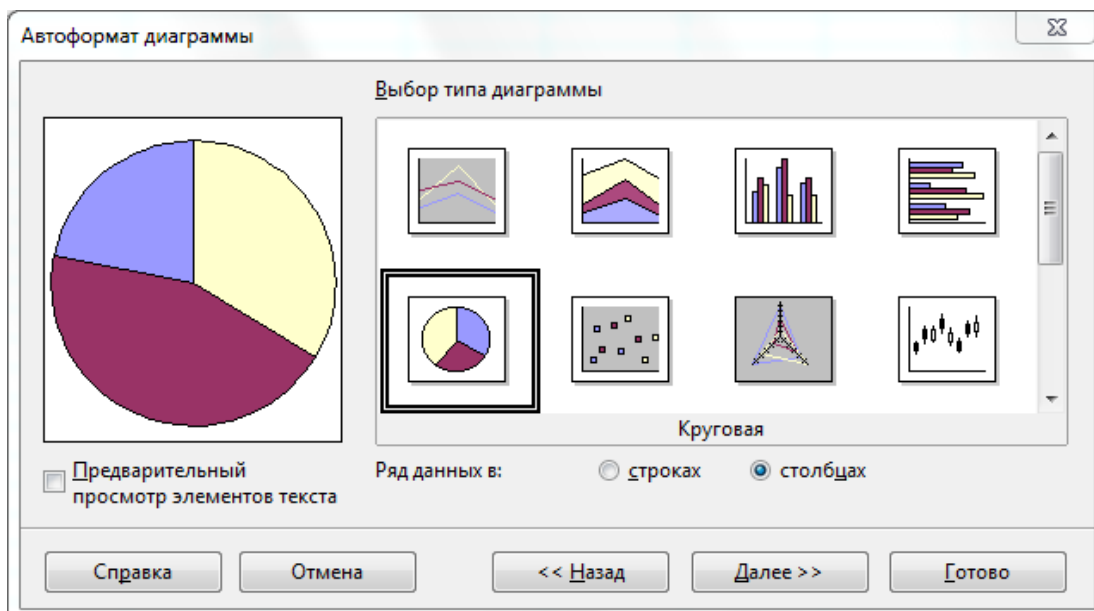 Автоформат диаграммы
Выбор типа диаграммы
Круговая
Предварительный
просмотр элементов текста
Ряд данных в:
строках
столбцах
Справка
Отмена
<< Назад
Далее >>
Готово